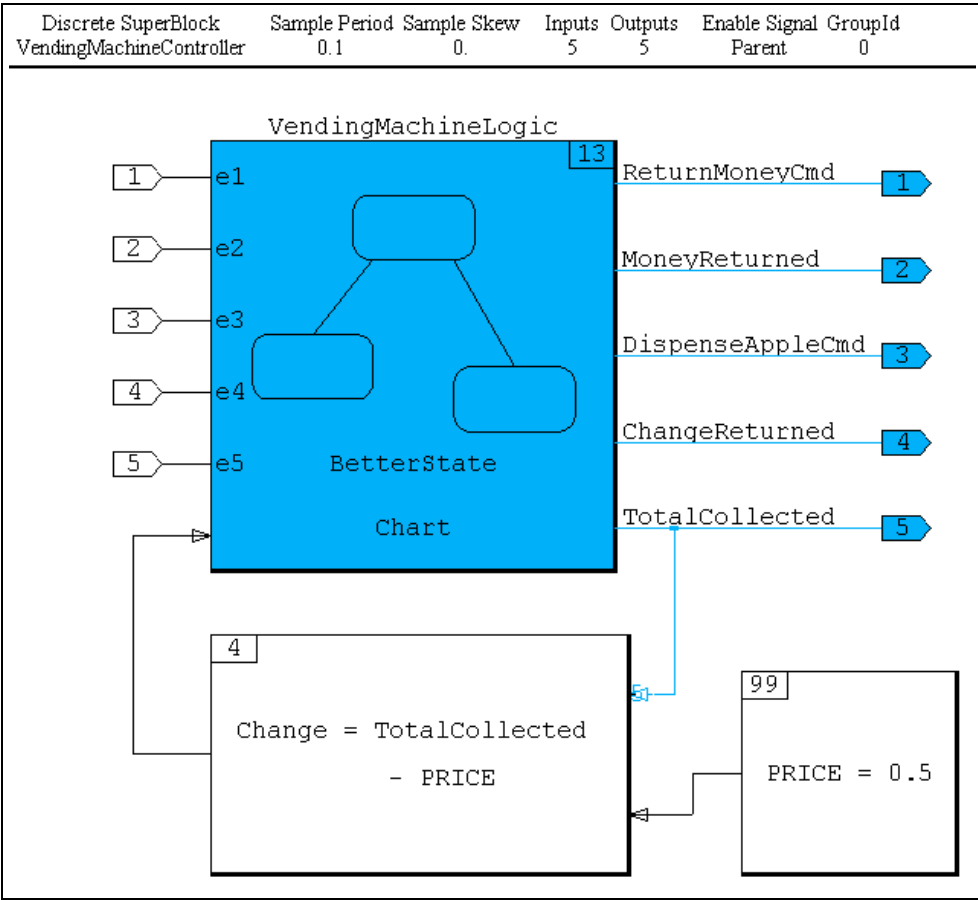 Discrete SuperBlock Sample Period Sample Skew Inputs Outputs Enable Signal GroupId
VendingMachineController 0.1 0. 5 5 Parent 0
VendingMachineLogic
13
1 e1 ReturnMoneyCmd 1
2 e2 MoneyReturned 2
3 e3 DispenseAppleCmd 3
4 e4 ChangeReturned 4
5 e5 BetterState
Chart TotalCollected 5
4
5
99
Change = TotalCollected
- PRICE
PRICE = 0.5